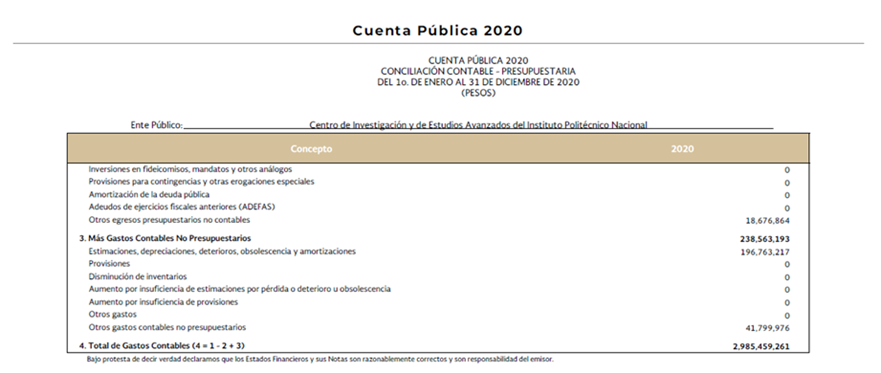 Cuenta Pública 2020
CUENTA PÚBLICA 2020
CONCILIACIÓN CONTABLE - PRESUPUESTARIA
DEL 1o. DE ENERO AL 31 DE DICIEMBRE DE 2020
(PESOS)
Ente Público: Centro de Investigación y de Estudios Avanzados del Instituto Politécnico Nacional
Concepto 2020
Inversiones en fideicomisos, mandatos y otros análogos 0
Provisiones para contingencias y otras erogaciones especiales 0
Amortización de la deuda pública 0
Adeudos de ejercicios fiscales anteriores (ADEFAS) 0
Otros egresos presupuestarios no contables 18,676,864
3. Más Gastos Contables No Presupuestarios 238,563,193
Estimaciones, depreciaciones, deterioros, obsolescencia y amortizaciones 196,763,217
Provisiones 0
Disminución de inventarios 0
Aumento por insuficiencia de estimaciones por pérdida o deterioro u obsolescencia 0
Aumento por insuficiencia de provisiones 0
Otros gastos 0
Otros gastos contables no presupuestarios 41,799,976
4. Total de Gastos Contables (4 = 1 - 2 + 3) 2,985,459,261
Bajo protesta de decir verdad declaramos que los Estados Financieros y sus Notas son razonablemente correctos y son responsabilidad del emisor.